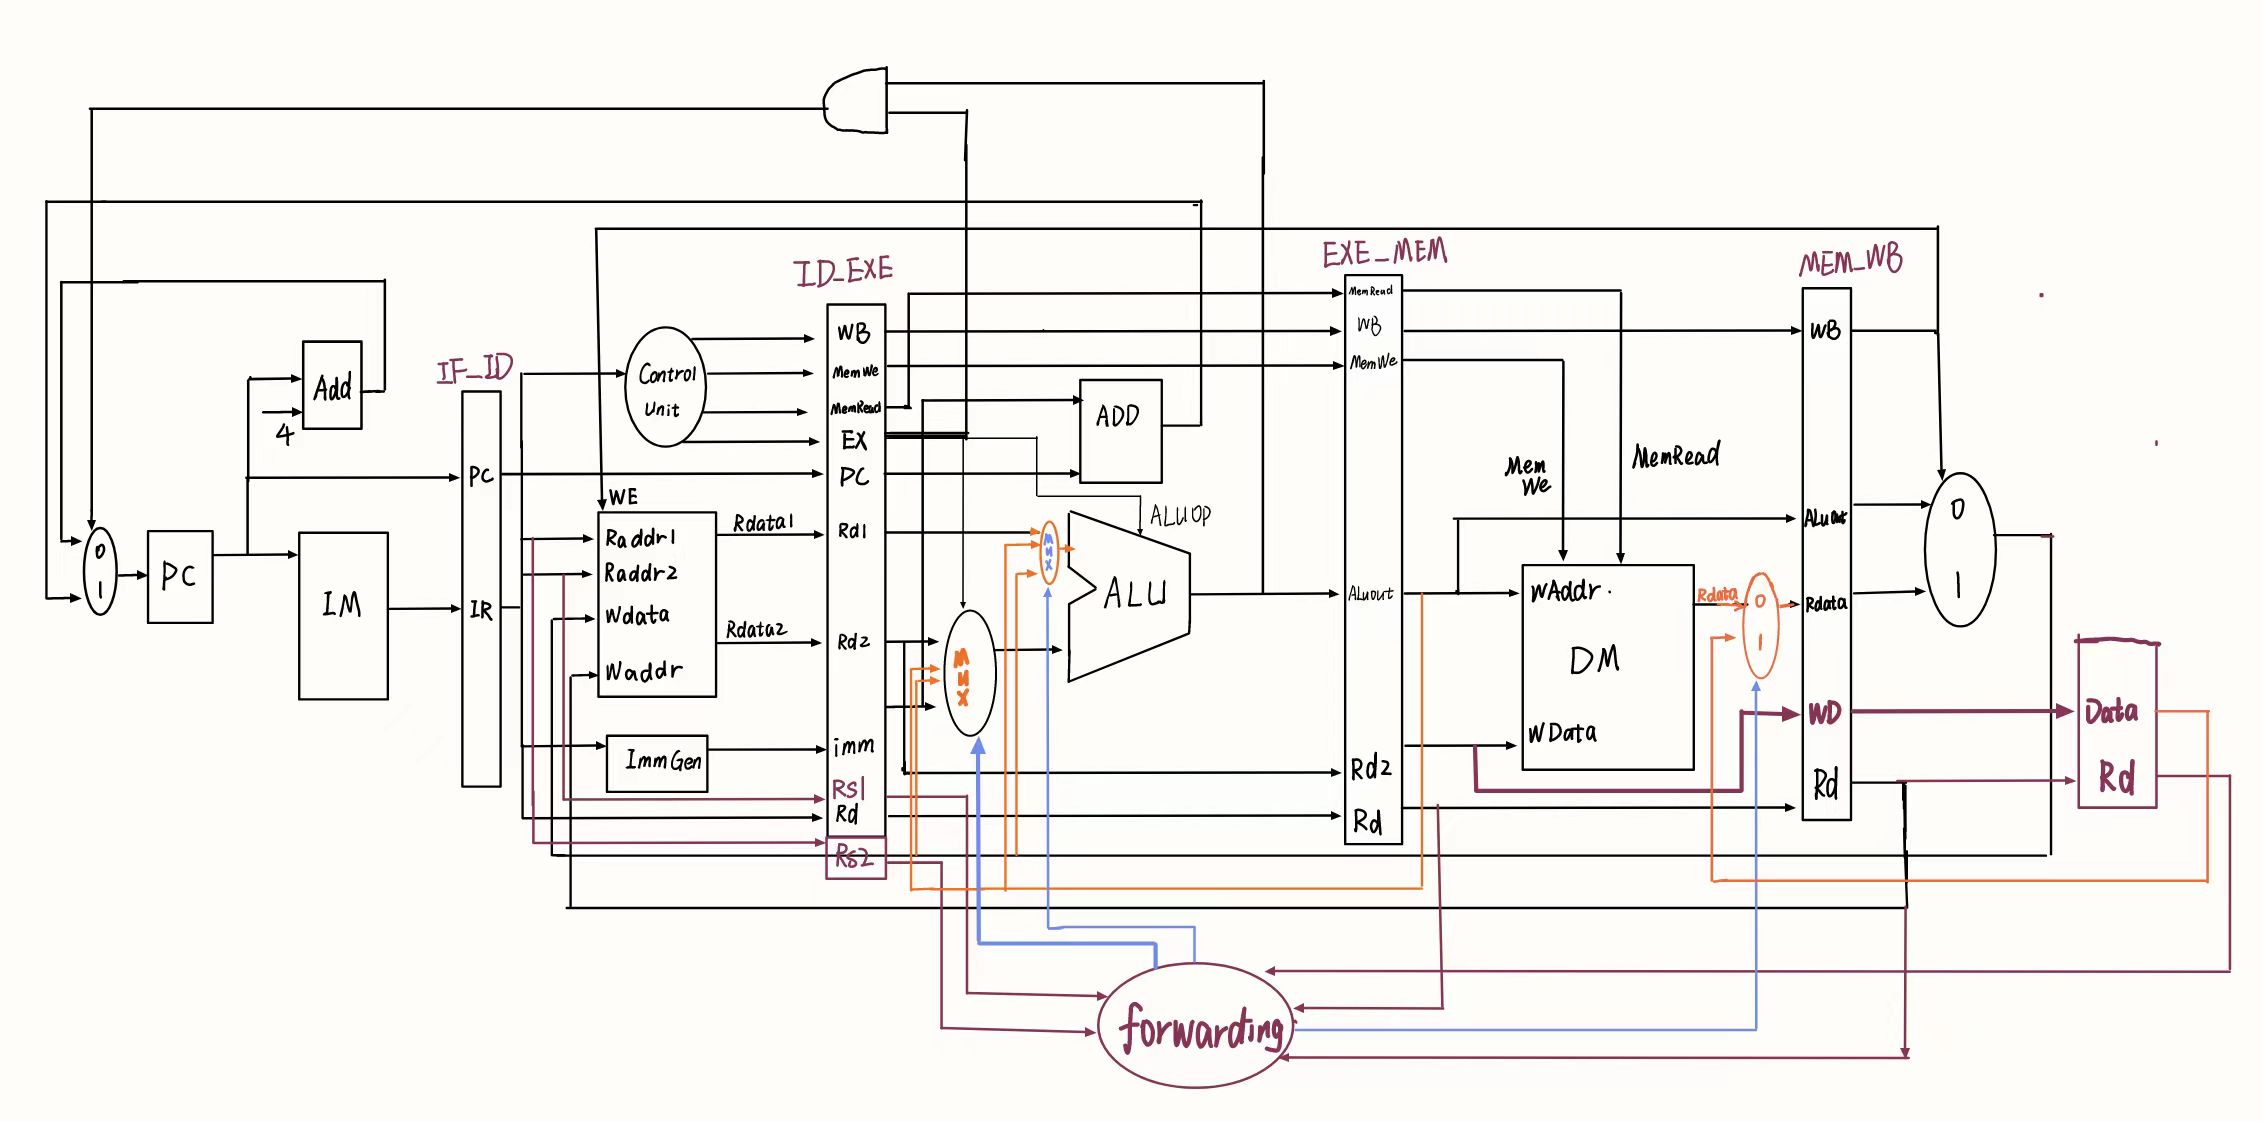 IF_ID
ID_EXE
EXE_MEM
MEM_WB
0
1
PC
Add
4
IM
PC
IR
Control
Unit
WE
Raddr1
Raddr2
Wdata
Waddr
Rdata1
Rdata2
ImmGen
WB
MemWe
MemRead
EX
PC
Rd1
Rd2
imm
Rs1
Rd
Rs2
mux
mux
ADD
ALUOP
ALU
MemRead
WB
MemWe
ALUout
Rd2
Rd
Mem
We
MemRead
WAddr.
DM
WData
Rdata
0
1
WB
ALUout
Rdata
WD
Rd
0
1
Data
Rd
forwarding